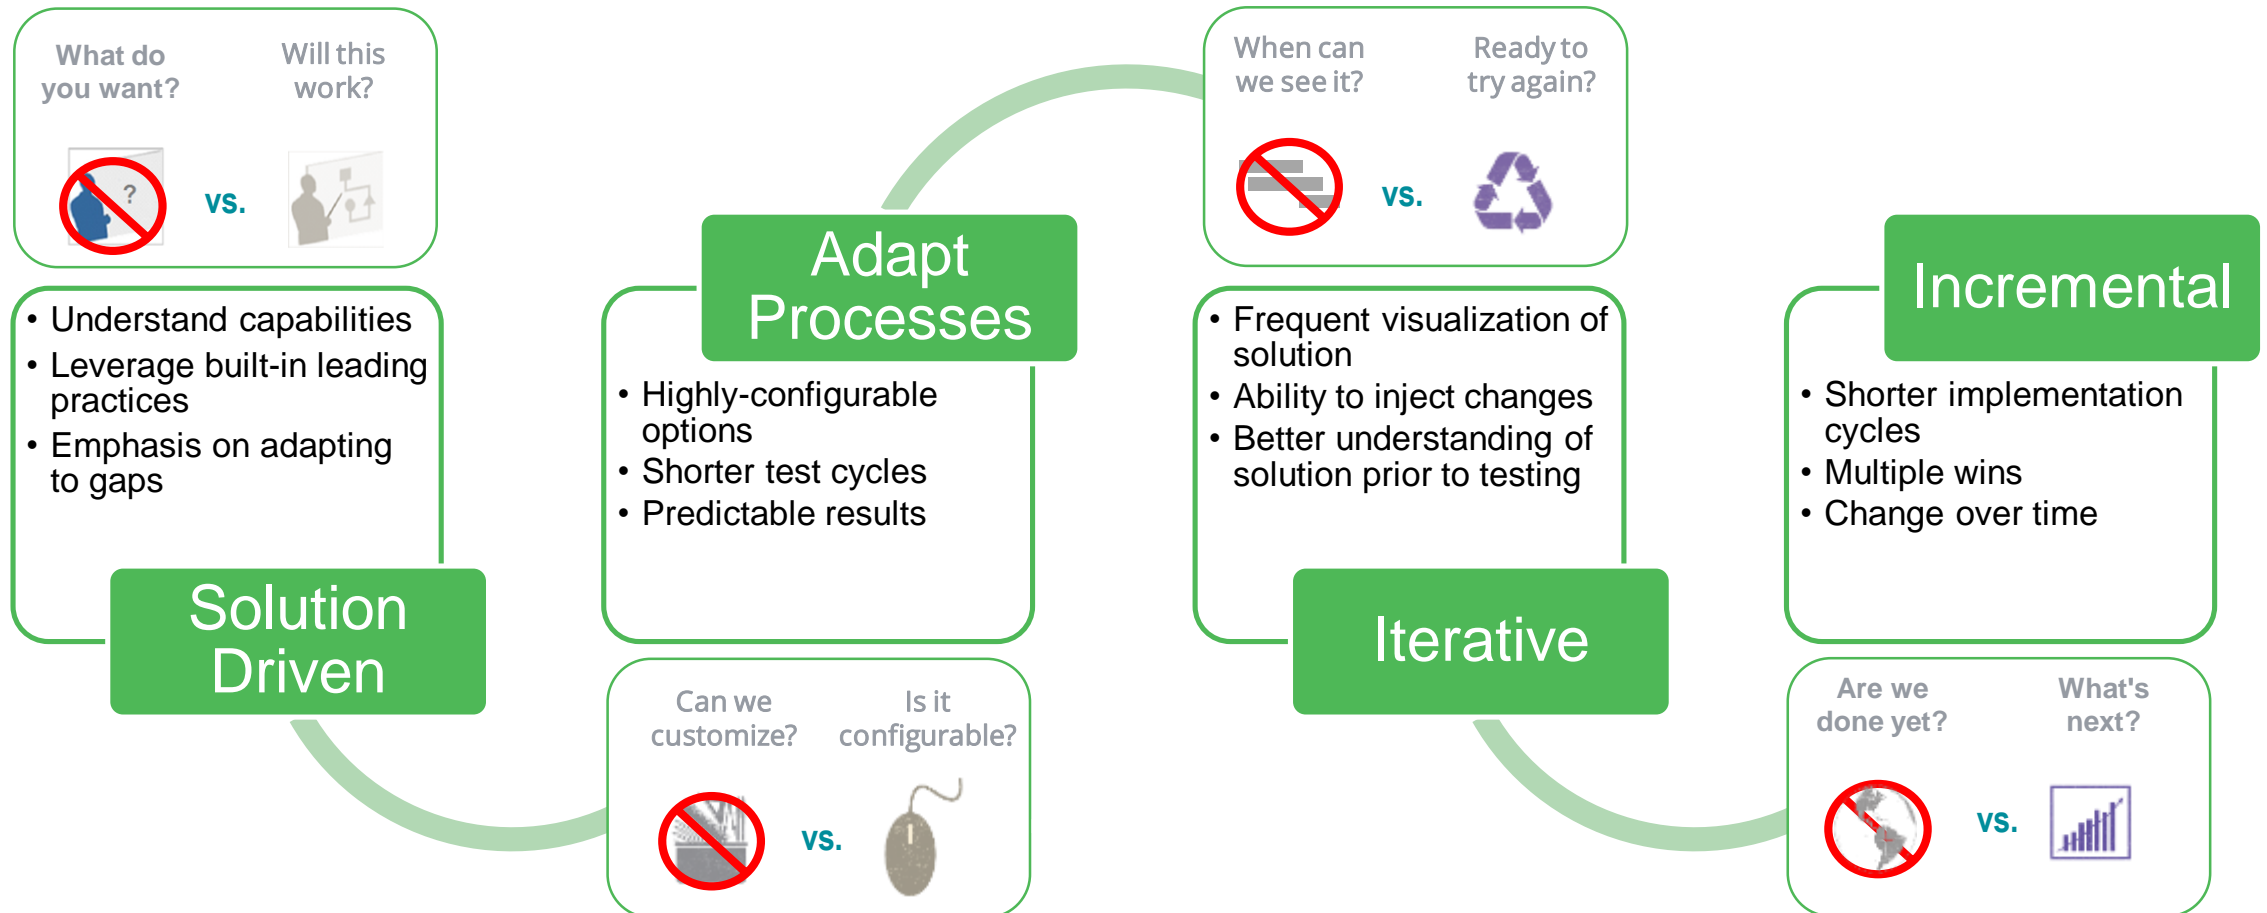 What do
you want?
Will this
work?
?
vs.
• Understand capabilities
• Leverage built-in leading
practices
• Emphasis on adapting
to gaps
Solution
Driven
Adapt
Processes
• Highly-configurable
options
• Shorter test cycles
• Predictable results
Can we
customize?
Is it
configurable?
vs.
When can
we see it?
Ready to
try again?
vs.
• Frequent visualization of
solution
• Ability to inject changes
• Better understanding of
solution prior to testing
Iterative
Incremental
• Shorter implementation
cycles
• Multiple wins
• Change over time
Are we
done yet?
What's
next?
vs.